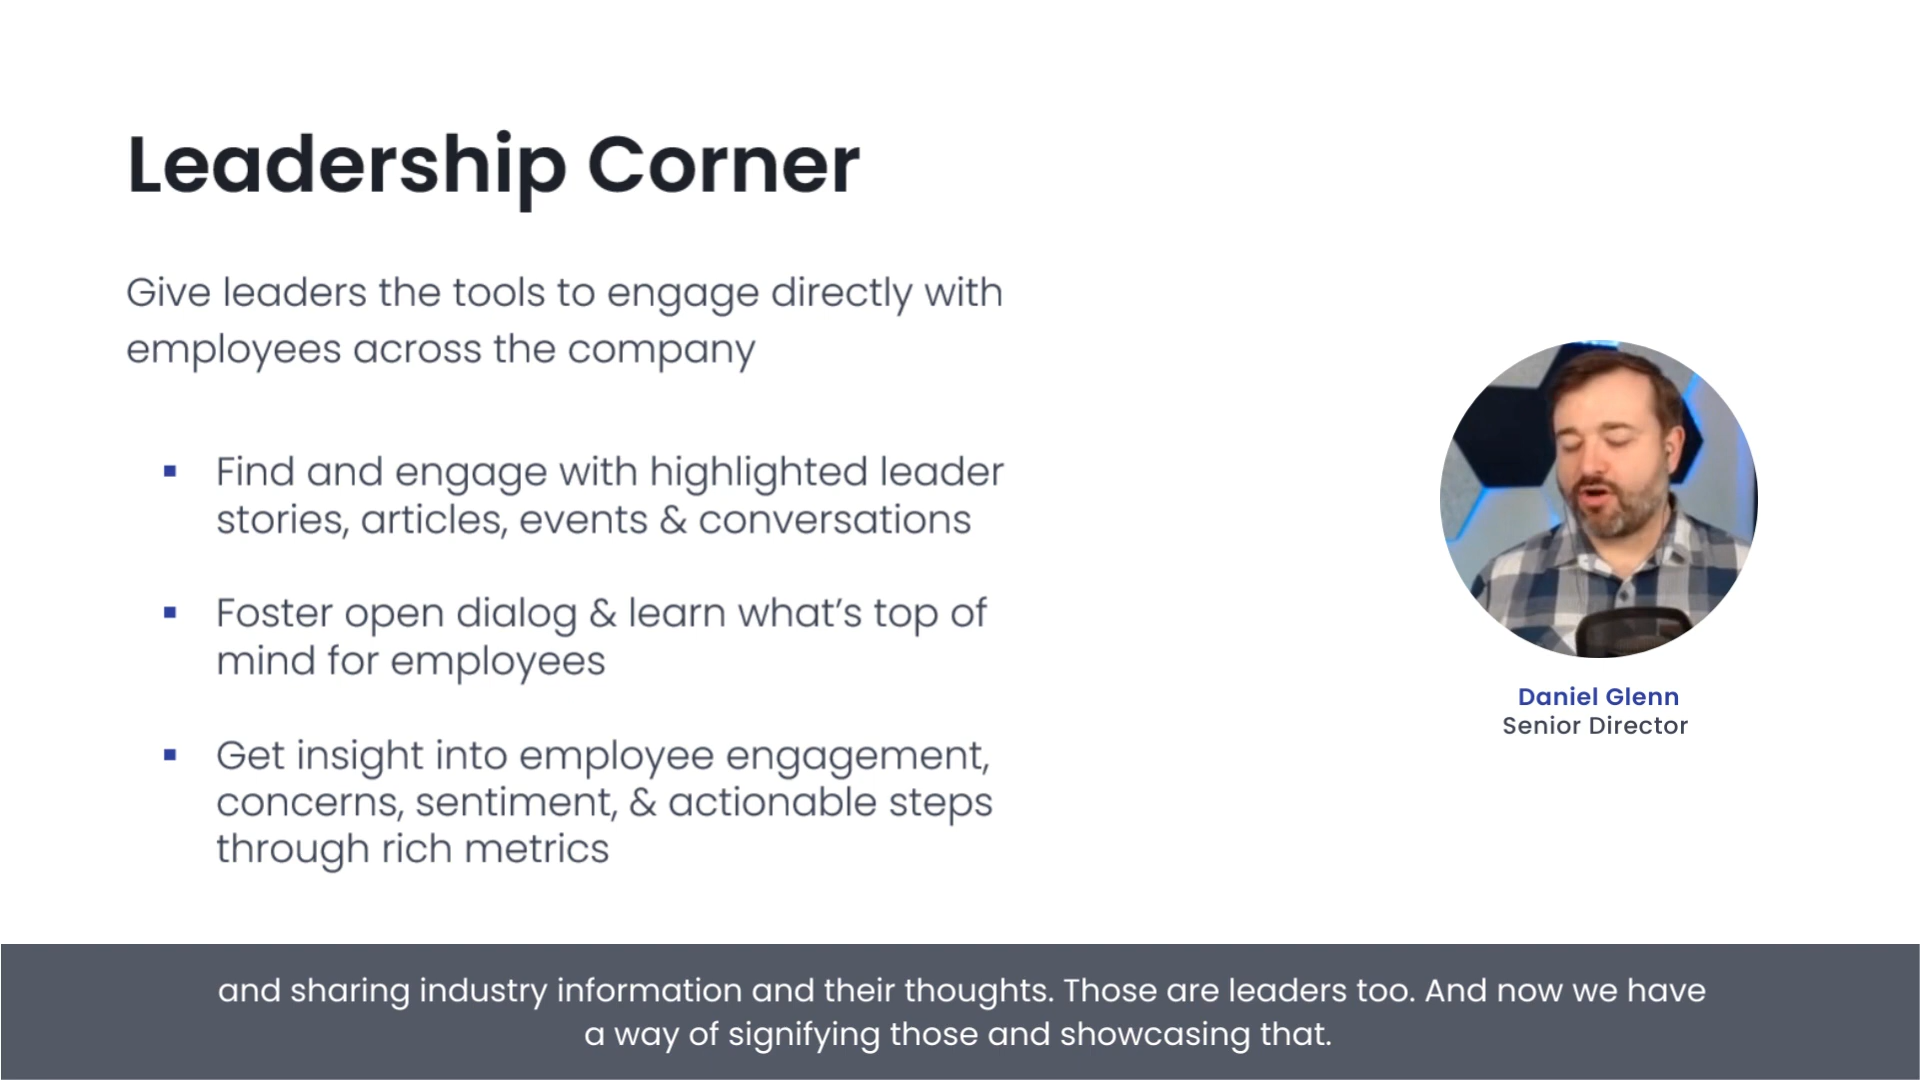 Leadership Corner
Give leaders the tools to engage directly with
employees across the company
▪ Find and engage with highlighted leader
stories, articles, events & conversations
▪ Foster open dialog & learn what’s top of
mind for employees
▪ Get insight into employee engagement,
concerns, sentiment, & actionable steps
through rich metrics
Daniel Glenn
Senior Director
and sharing industry information and their thoughts. Those are leaders too. And now we have
a way of signifying those and showcasing that.